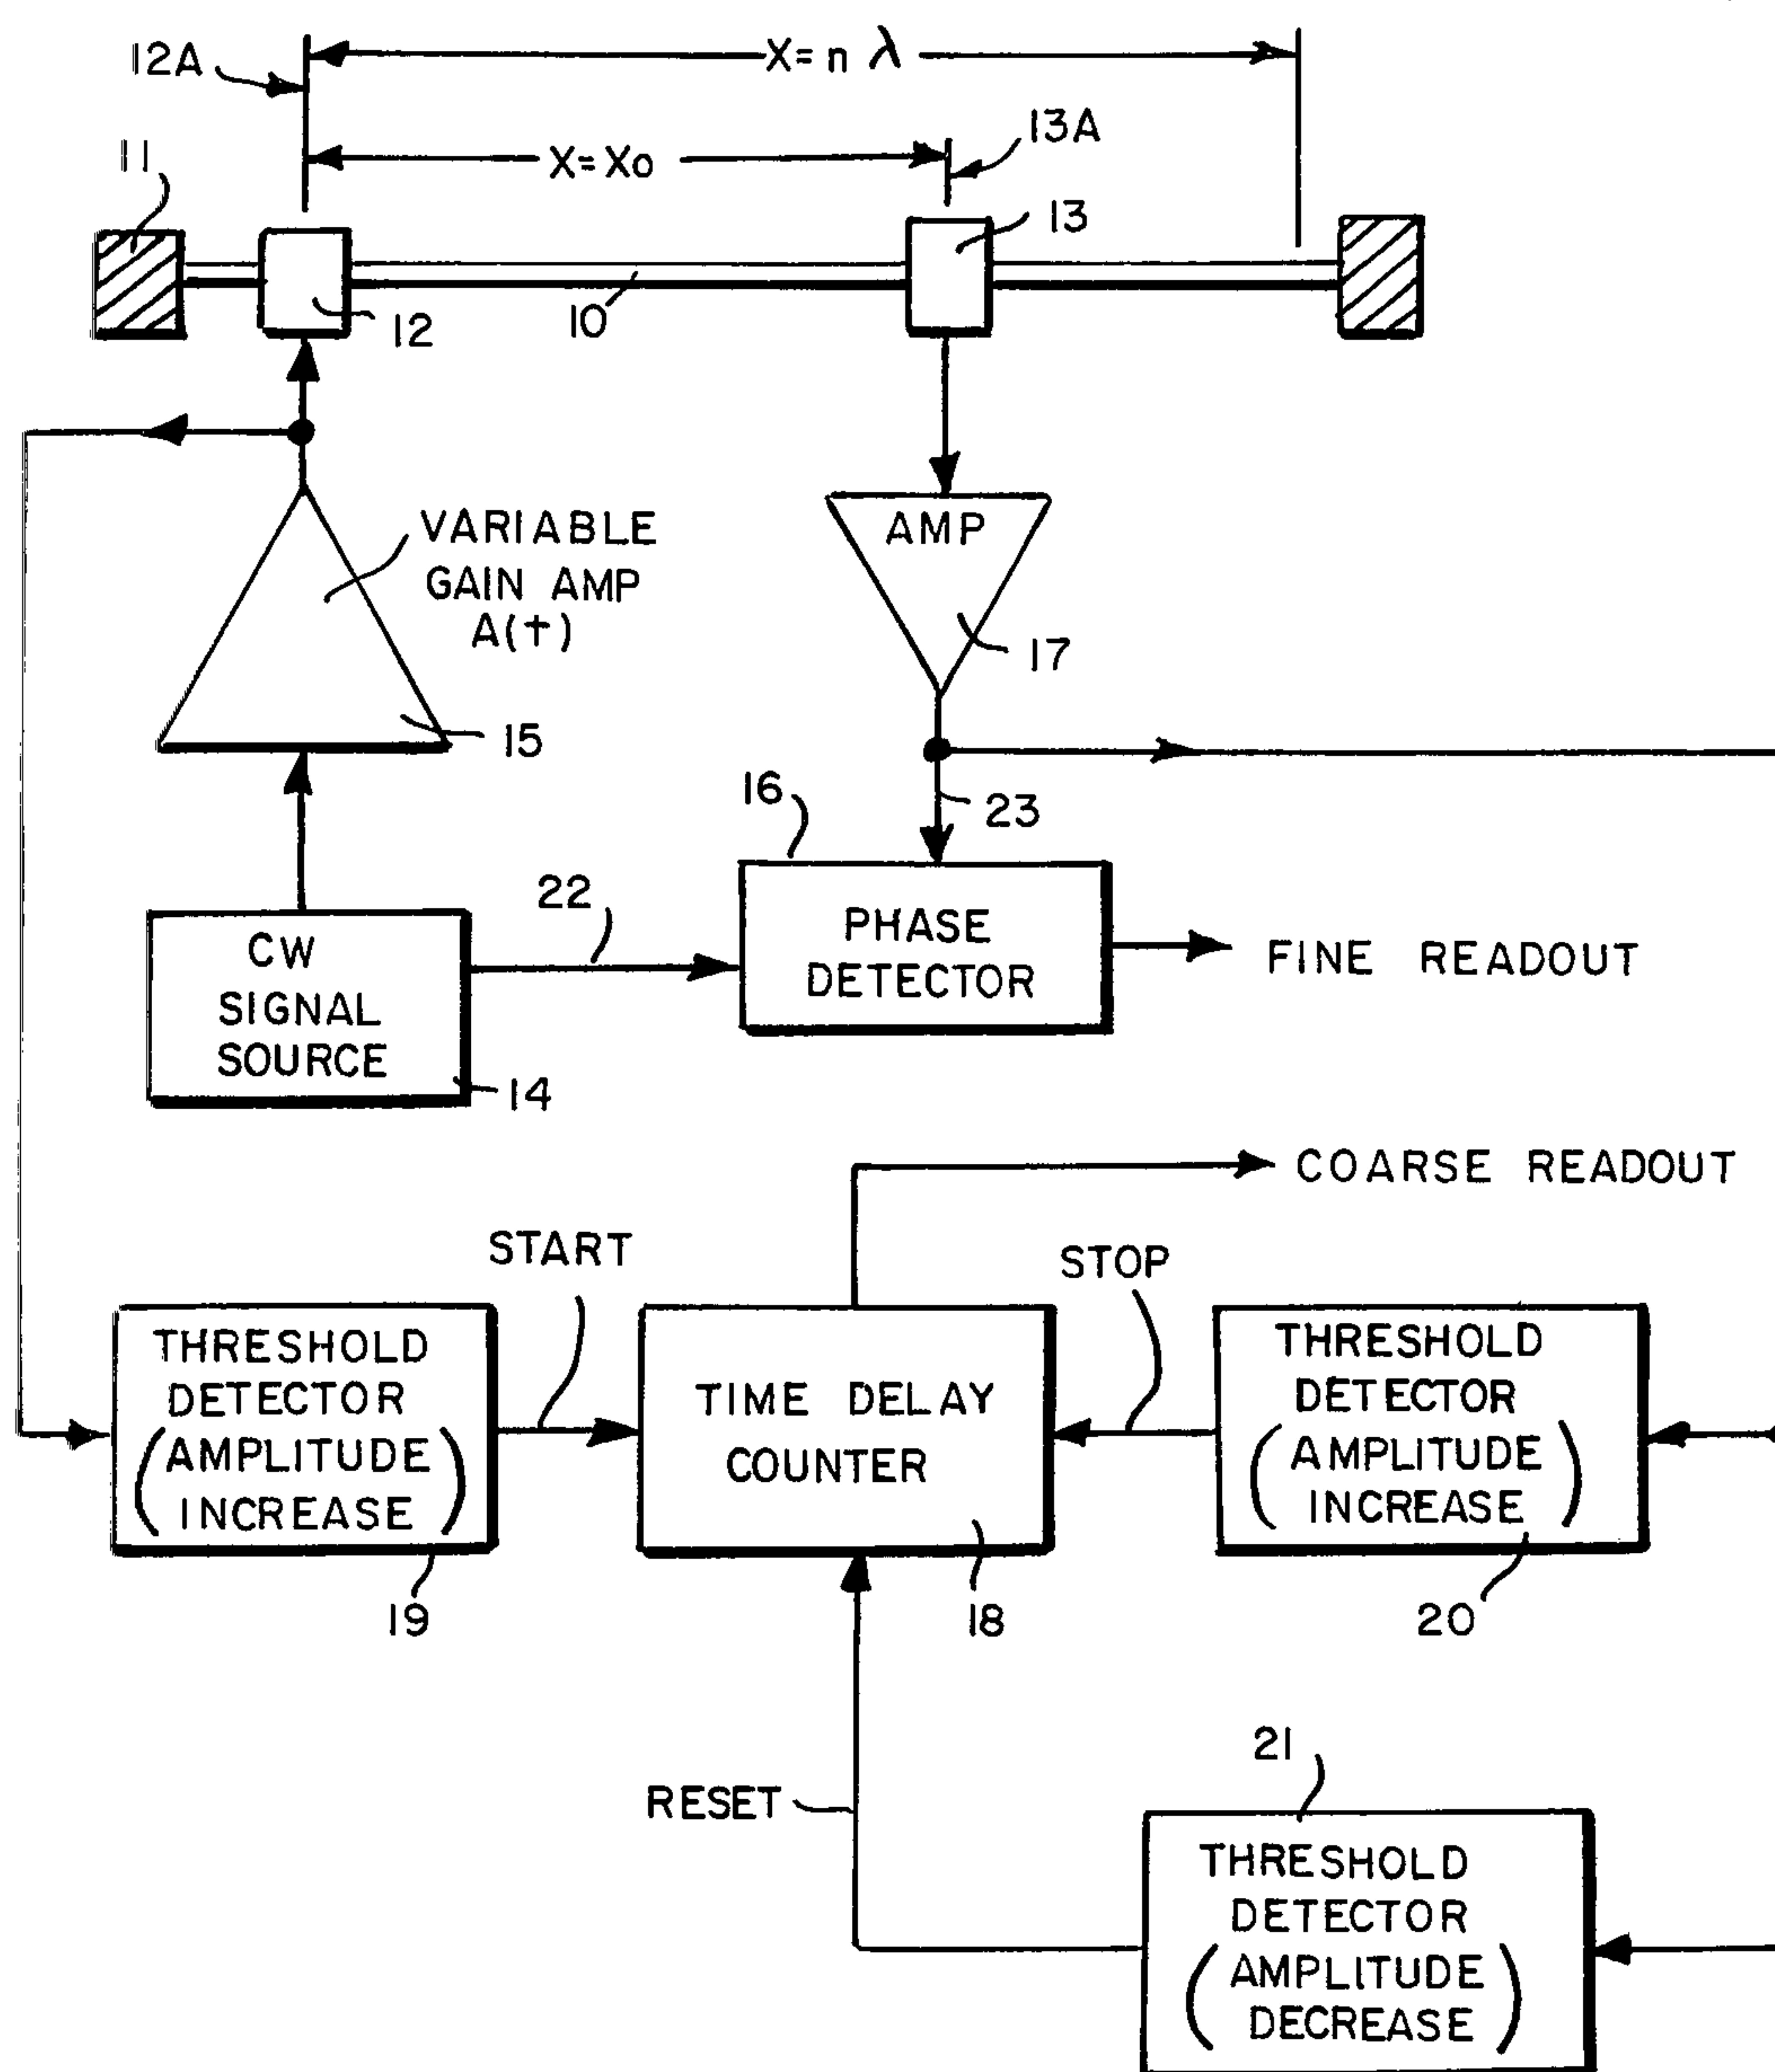 X=nλ
12A
13A
X=Xo
11
13
12
10
VARIABLE
GAIN AMP
A(t)
AMP
17
15
16
23
22
CW
SIGNAL
SOURCE
14
PHASE
DETECTOR
FINE READOUT
COARSE READOUT
START
STOP
THRESHOLD
DETECTOR
(AMPLITUDE
INCREASE)
19
TIME DELAY
COUNTER
18
THRESHOLD
DETECTOR
(AMPLITUDE
INCREASE)
20
RESET
21
THRESHOLD
DETECTOR
(AMPLITUDE
DECREASE)